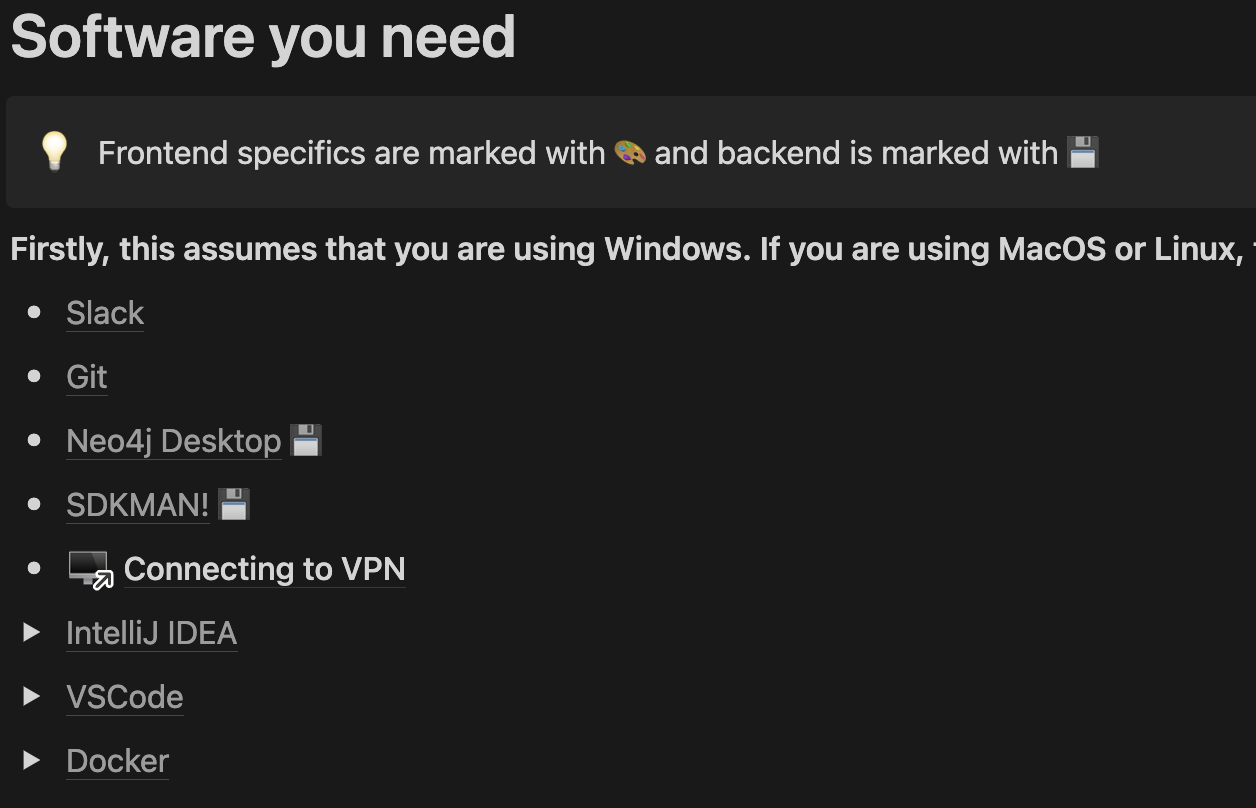 Software you need
💡 Frontend specifics are marked with 🎨 and backend is marked with 💾
Firstly, this assumes that you are using Windows. If you are using MacOS or Linux,
• Slack
• Git
• Neo4j Desktop 💾
• SDKMAN! 💾
• Connecting to VPN
▶ IntelliJ IDEA
▶ VSCode
▶ Docker